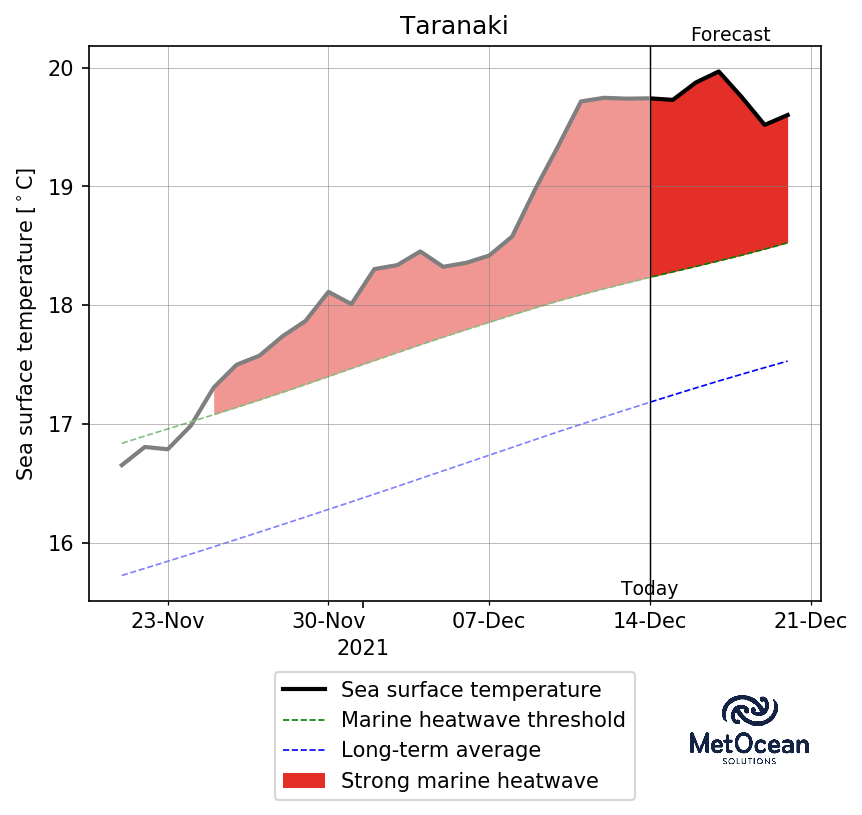 Taranaki
Forecast
Sea surface temperature [°C]
20
19
18
17
16
Today
23-Nov
30-Nov
07-Dec
14-Dec
21-Dec
2021
Sea surface temperature
Marine heatwave threshold
Long-term average
Strong marine heatwave
MetOcean
SOLUTIONS